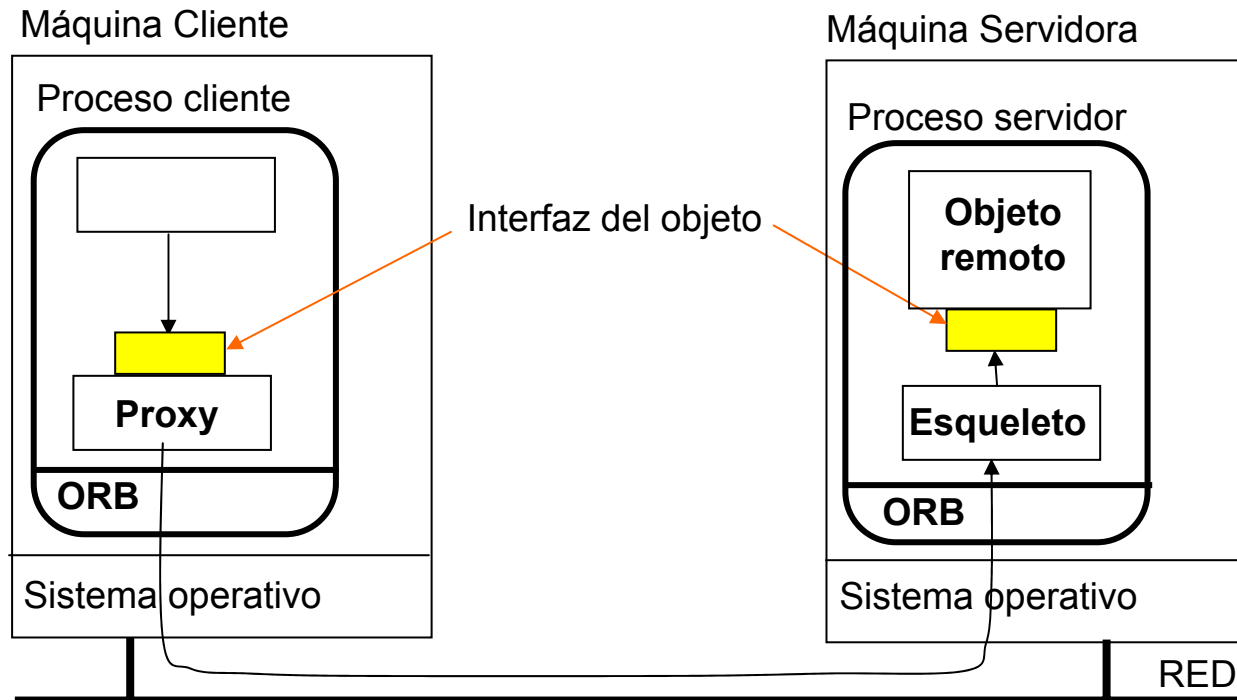 Máquina Cliente
Máquina Servidora
Proceso cliente
Proceso servidor
Interfaz del objeto
Objeto
remoto
Proxy
Esqueleto
ORB
ORB
Sistema operativo
Sistema operativo
RED